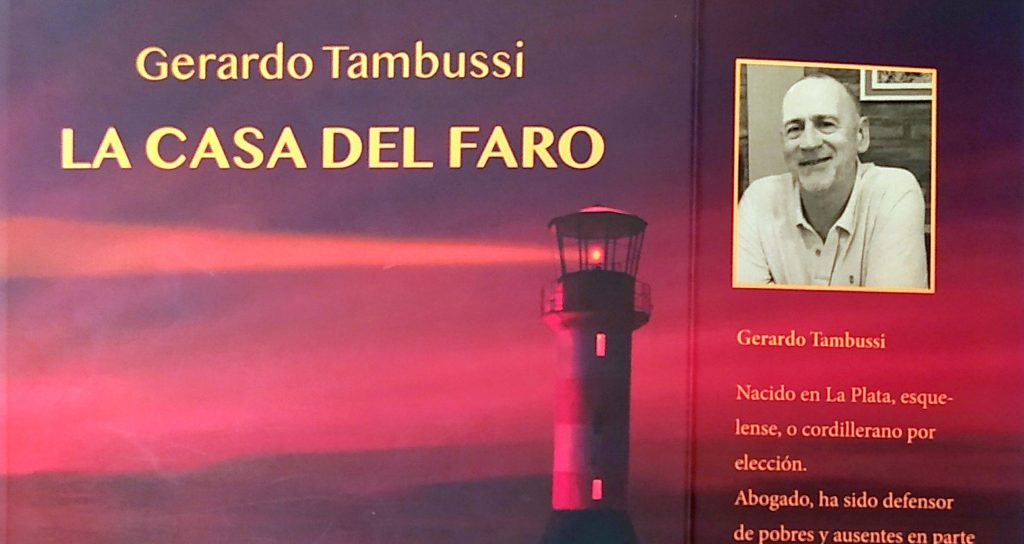 Gerardo Tambussi
LA CASA DEL FARO
Gerardo Tambussi
Nacido en La Plata, esque-
lense, o cordillerano por
elección.
Abogado, ha sido defensor
de pobres y ausentes en parte